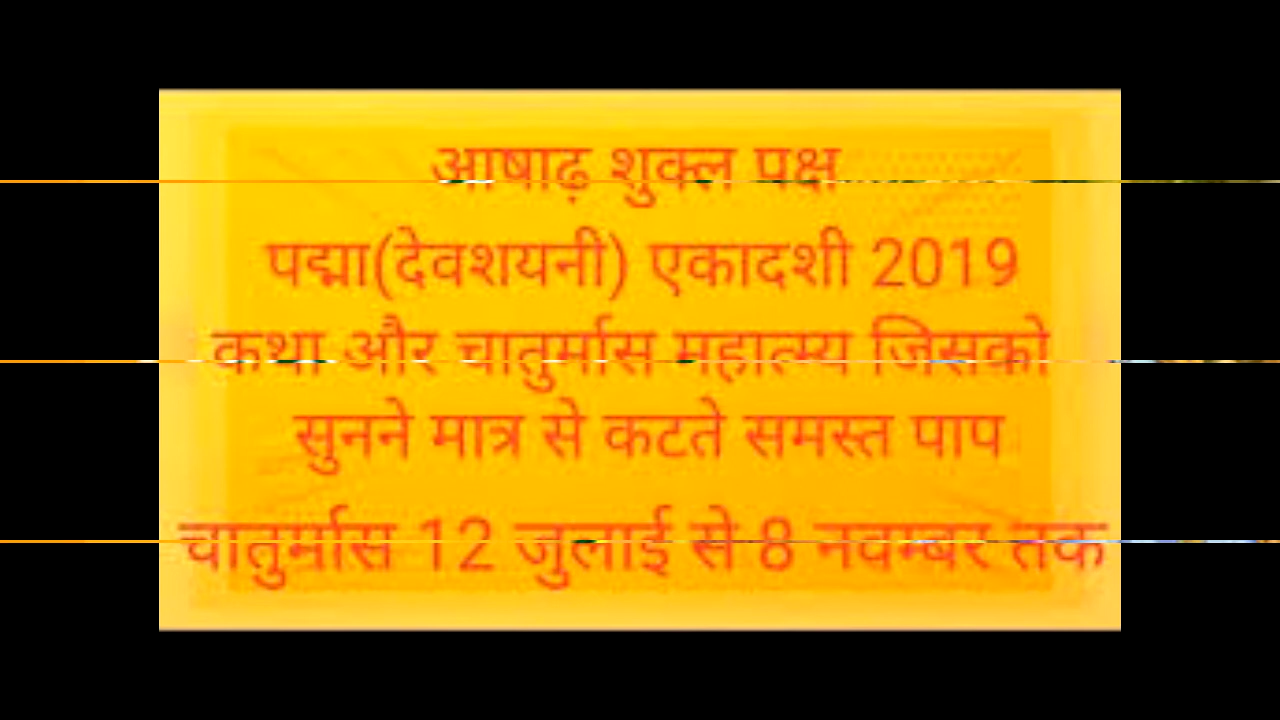 आषाढ़ शुक्ल पक्ष
पद्मा(देवशयनी) एकादशी 2019
कथा और चातुर्मास महात्म्य जिसको
सुनने मात्र से कटते समस्त पाप
चातुर्मास 12 जुलाई से 8 नवम्बर तक